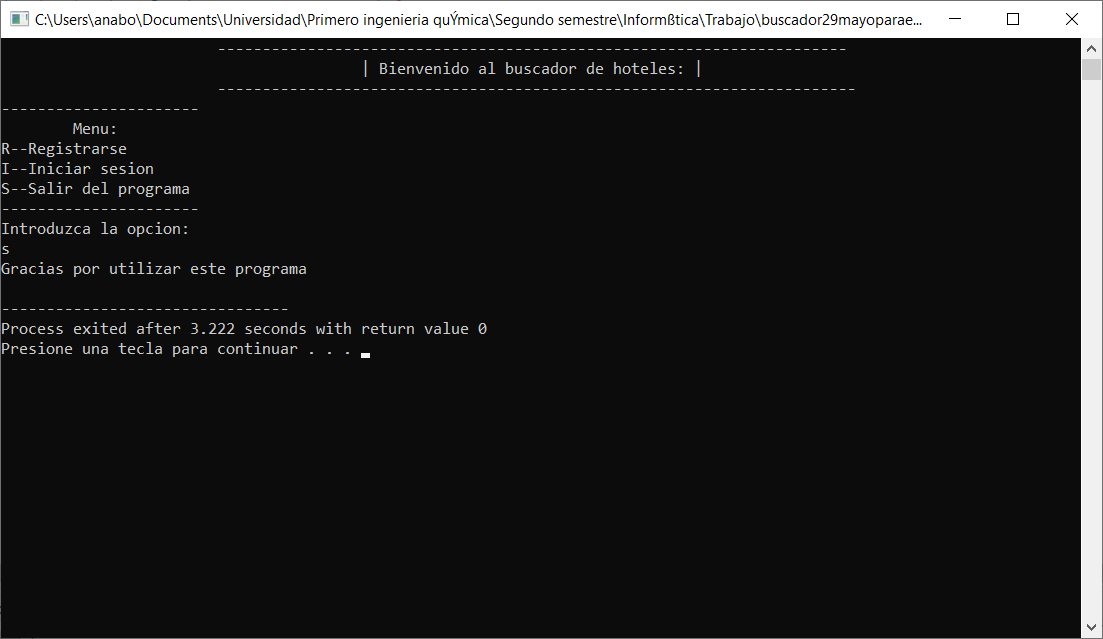 C:\Users\anabo\Documents\Universidad\Primero ingenieria quÝmica\Segundo semestre\Informßtica\Trabajo\buscador29mayoparae...
----------------------------------------------------------------------
| Bienvenido al buscador de hoteles: |
-----------------------------------------------------------------------
----------------------
Menu:
R--Registrarse
I--Iniciar sesion
S--Salir del programa
----------------------
Introduzca la opcion:
s
Gracias por utilizar este programa
--------------------------------
Process exited after 3.222 seconds with return value 0
Presione una tecla para continuar . . .